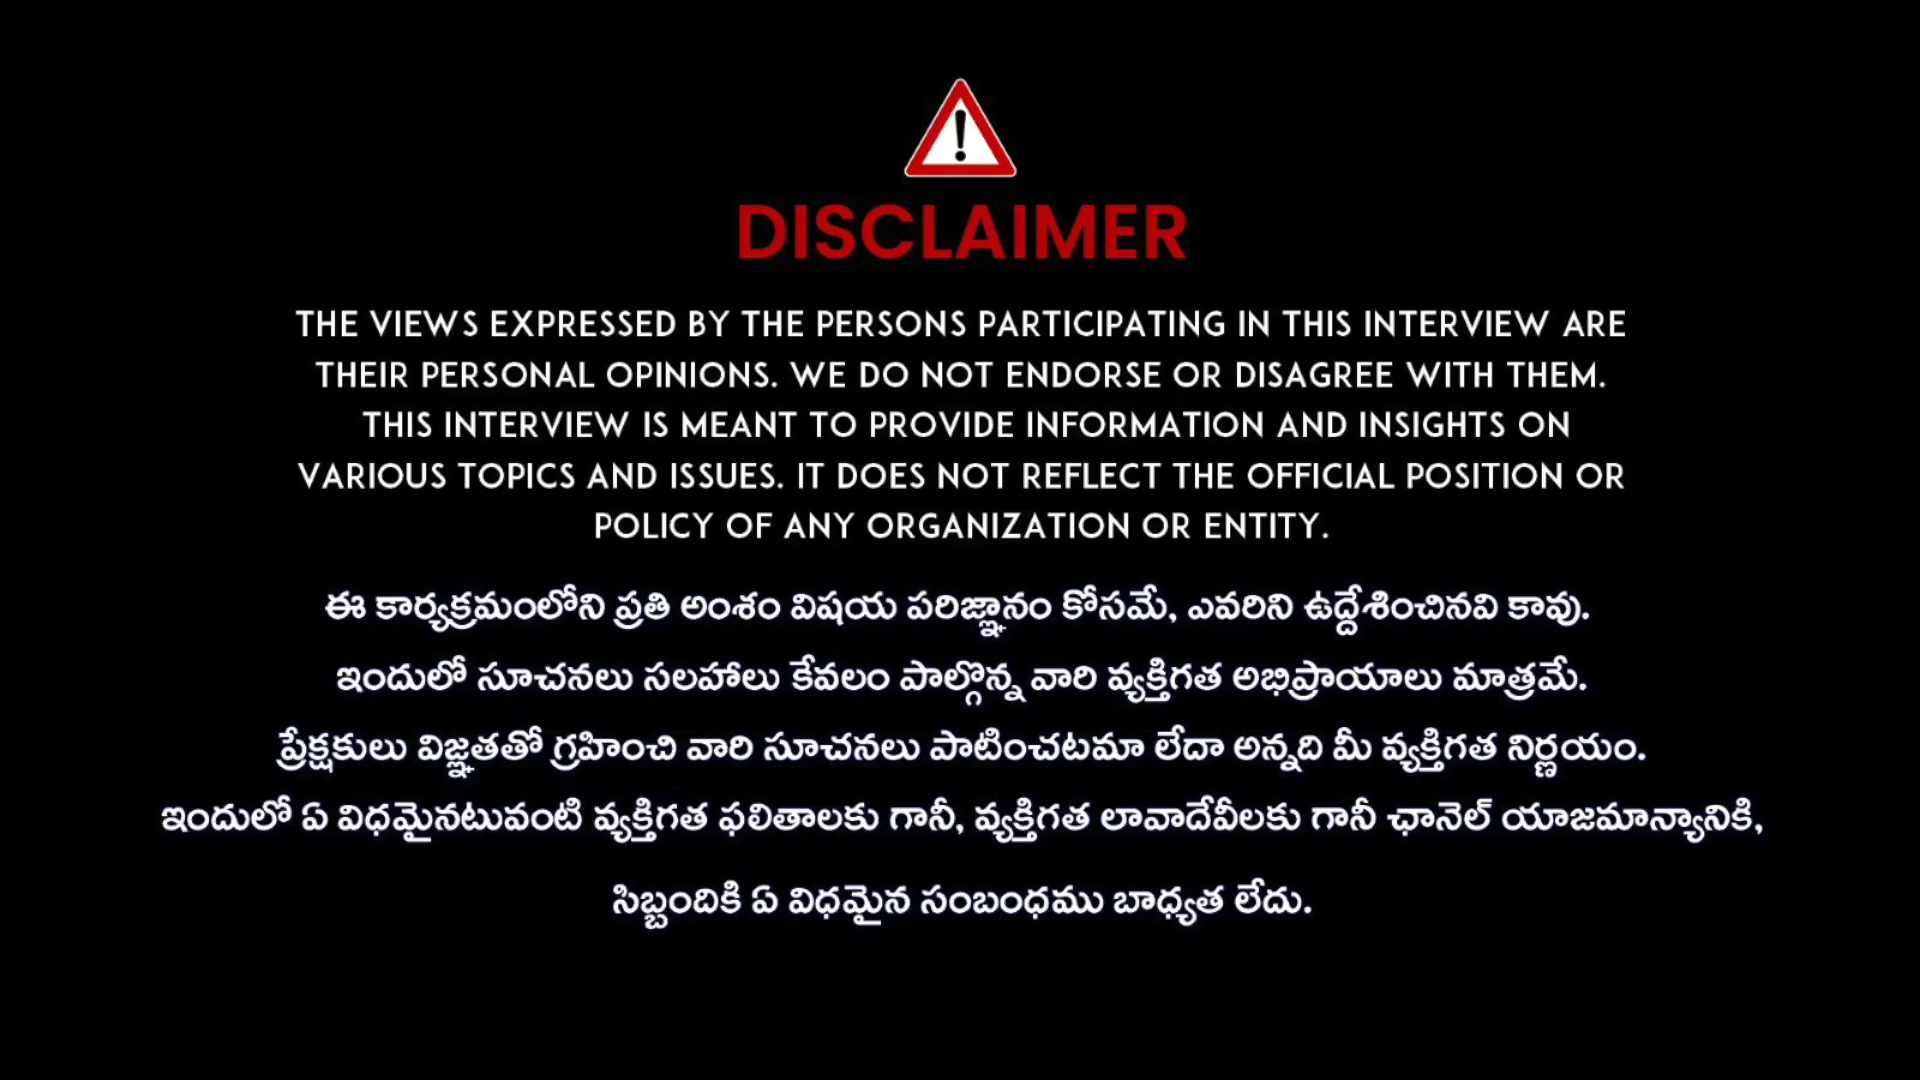 DISCLAIMER
THE VIEWS EXPRESSED BY THE PERSONS PARTICIPATING IN THIS INTERVIEW ARE
THEIR PERSONAL OPINIONS. WE DO NOT ENDORSE OR DISAGREE WITH THEM.
THIS INTERVIEW IS MEANT TO PROVIDE INFORMATION AND INSIGHTS ON
VARIOUS TOPICS AND ISSUES. IT DOES NOT REFLECT THE OFFICIAL POSITION OR
POLICY OF ANY ORGANIZATION OR ENTITY.
ఈ కార్యక్రమంలోని ప్రతి అంశం విషయ పరిజ్ఞానం కోసమే, ఎవరిని ఉద్దేశించినవి కావు.
ఇందులో సూచనలు సలహాలు కేవలం పాల్గొన్న వారి వ్యక్తిగత అభిప్రాయాలు మాత్రమే.
ప్రేక్షకులు విజ్ఞతతో గ్రహించి వారి సూచనలు పాటించటమా లేదా అన్నది మీ వ్యక్తిగత నిర్ణయం.
ఇందులో ఏ విధమైనటువంటి వ్యక్తిగత ఫలితాలకు గానీ, వ్యక్తిగత లావాదేవీలకు గానీ ఛానెల్ యాజమాన్యానికి,
సిబ్బందికి ఏ విధమైన సంబంధము బాధ్యత లేదు.